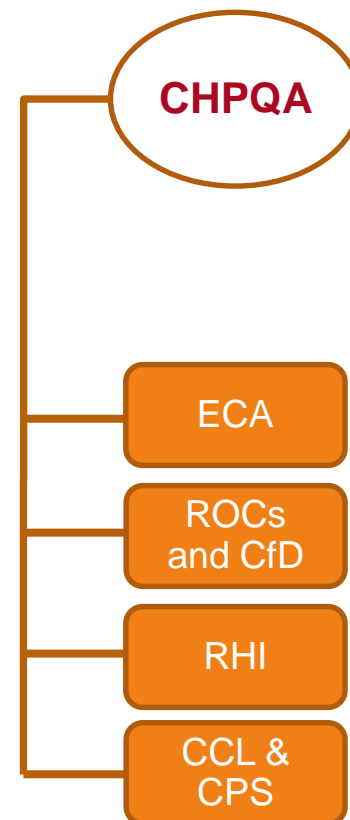 CHPQA
ECA
ROCs
and CfD
RHI
CCL &
CPS